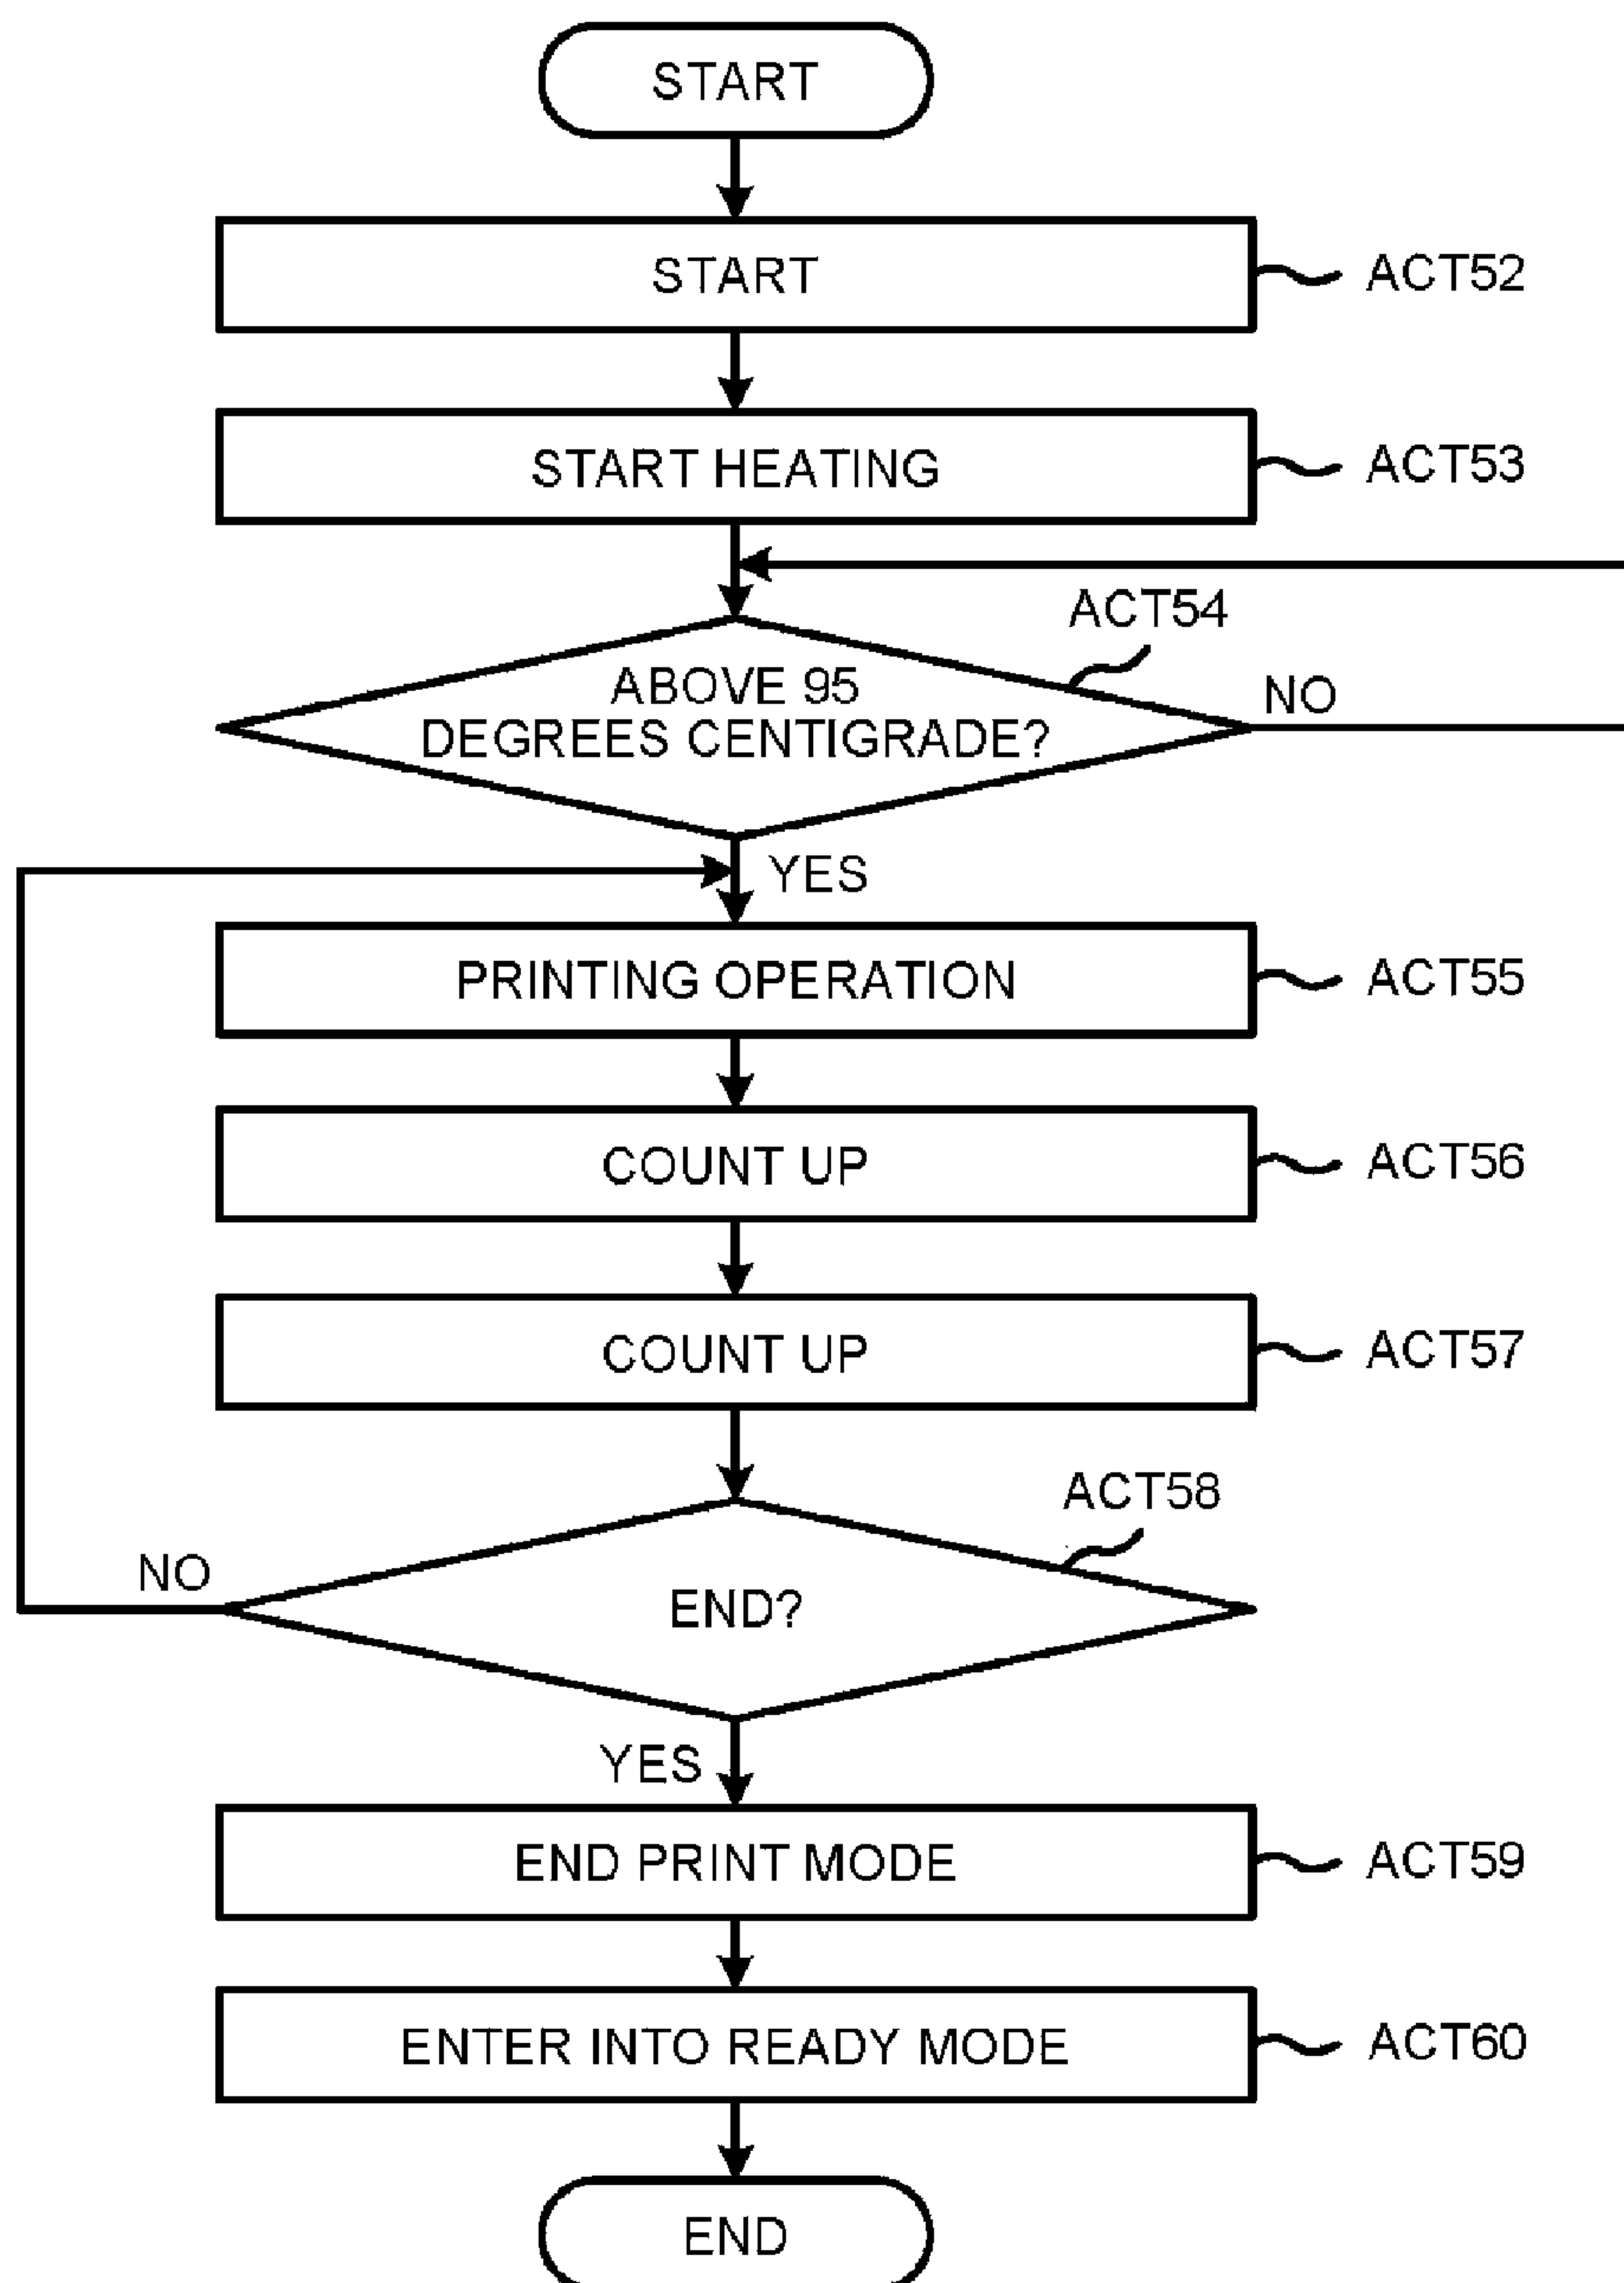 START
START
ACT52
START HEATING
ACT53
ACT54
ABOVE 95
DEGREES CENTIGRADE?
NO
YES
PRINTING OPERATION
ACT55
COUNT UP
ACT56
COUNT UP
ACT57
ACT58
NO
END?
YES
END PRINT MODE
ACT59
ENTER INTO READY MODE
ACT60
END